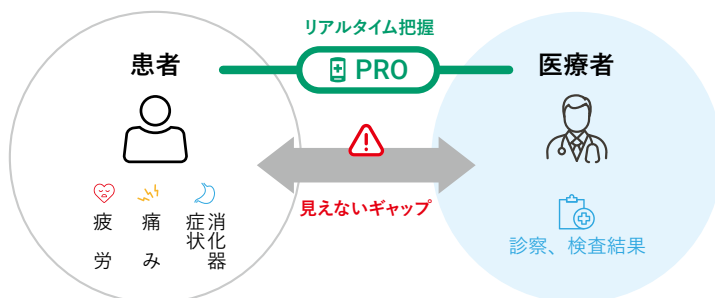 リアルタイム把握
PRO
患者
医療者
見えないギャップ
疲労
痛み
消化器症状
診察、検査結果